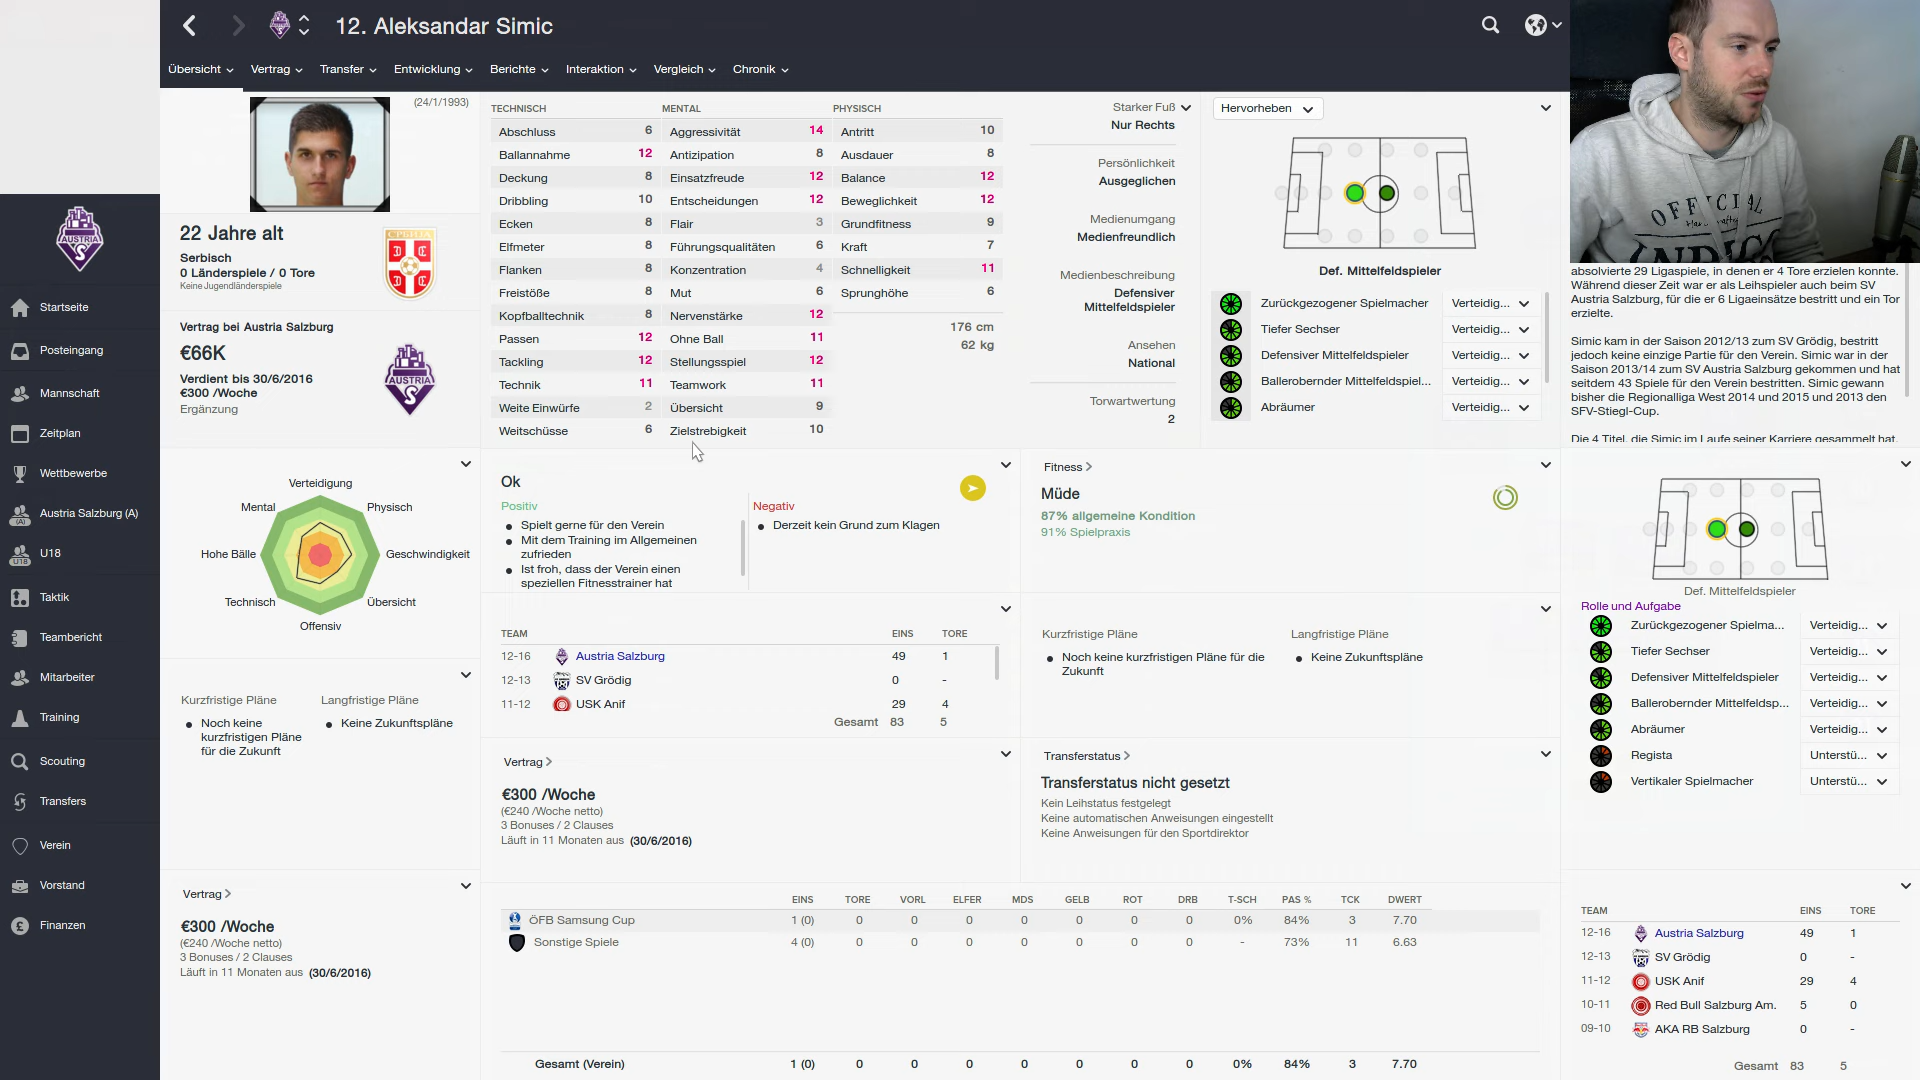 12. Aleksandar Simic
Übersicht
Vertrag
Transfer
Entwicklung
Berichte
Interaktion
Vergleich
Chronik
(24/1/1993)
22 Jahre alt
Serbisch
0 Länderspiele / 0 Tore
Keine Jugendländerspiele
Vertrag bei Austria Salzburg
€66K
Verdient bis 30/6/2016
€300 /Woche
Ergänzung
TECHNISCH
Abschluss 6
Ballannahme 12
Deckung 8
Dribbling 10
Ecken 8
Elfmeter 8
Flanken 8
Freistöße 8
Kopfballtechnik 8
Passen 12
Tackling 12
Technik 11
Weite Einwürfe 2
Weitschüsse 6
MENTAL
Aggressivität 14
Antizipation 8
Einsatzfreude 12
Entscheidungen 12
Flair 3
Führungsqualitäten 6
Konzentration 4
Mut 6
Nervenstärke 12
Ohne Ball 11
Stellungsspiel 12
Teamwork 11
Übersicht 9
Zielstrebigkeit 10
PHYSISCH
Antritt 10
Ausdauer 8
Balance 12
Beweglichkeit 12
Grundfitness 9
Kraft 7
Schnelligkeit 11
Sprunghöhe 6
176 cm
62 kg
Starker Fuß
Nur Rechts
Persönlichkeit
Ausgeglichen
Medienumgang
Medienfreundlich
Medienbeschreibung
Defensiver
Mittelfeldspieler
Ansehen
National
Torwartwertung
2
Hervorheben
Def. Mittelfeldspieler
Zurückgezogener Spielmacher Verteidig...
Tiefer Sechser Verteidig...
Defensiver Mittelfeldspieler Verteidig...
Ballerobernder Mittelfeldspiel... Verteidig...
Abräumer Verteidig...
OFFICIAL
INDIGO
absolvierte 29 Ligaspiele, in denen er 4 Tore erzielen konnte.
Während dieser Zeit war er als Leihspieler auch beim SV
Austria Salzburg, für die er 6 Ligaeinsätze bestritt und ein Tor
erzielte.
Simic kam in der Saison 2012/13 zum SV Grödig, bestritt
jedoch keine einzige Partie für den Verein. Simic war in der
Saison 2013/14 zum SV Austria Salzburg gekommen und hat
seitdem 43 Spiele für den Verein bestritten. Simic gewann
bisher die Regionalliga West 2014 und 2015 und 2013 den
SFV-Stiegl-Cup.
Die 4 Titel, die Simic im Laufe seiner Karriere gesammelt hat,
AUSTRIA
S
Startseite
Posteingang
Mannschaft
Zeitplan
Wettbewerbe
Austria Salzburg (A)
U18
Taktik
Teambericht
Mitarbeiter
Training
Scouting
Transfers
Verein
Vorstand
Finanzen
Verteidigung
Mental
Physisch
Hohe Bälle
Geschwindigkeit
Technisch
Übersicht
Offensiv
Kurzfristige Pläne
Noch keine
kurzfristigen Pläne
für die Zukunft
Langfristige Pläne
Keine Zukunftspläne
Vertrag
€300 /Woche
(€240 /Woche netto)
3 Bonuses / 2 Clauses
Läuft in 11 Monaten aus (30/6/2016)
Ok
Positiv
Spielt gerne für den Verein
Mit dem Training im Allgemeinen
zufrieden
Ist froh, dass der Verein einen
speziellen Fitnesstrainer hat
Negativ
Derzeit kein Grund zum Klagen
Fitness
Müde
87% allgemeine Kondition
91% Spielpraxis
TEAM EINS TORE
12-16 Austria Salzburg 49 1
12-13 SV Grödig 0 -
11-12 USK Anif 29 4
Gesamt 83 5
Kurzfristige Pläne
Noch keine kurzfristigen Pläne für die
Zukunft
Langfristige Pläne
Keine Zukunftspläne
Vertrag
€300 /Woche
(€240 /Woche netto)
3 Bonuses / 2 Clauses
Läuft in 11 Monaten aus (30/6/2016)
Transferstatus
Transferstatus nicht gesetzt
Kein Leihstatus festgelegt
Keine automatischen Anweisungen eingestellt
Keine Anweisungen für den Sportdirektor
EINS TORE VORL ELFER MDS GELB ROT DRB T-SCH PAS % TCK DWERT
ÖFB Samsung Cup 1 (0) 0 0 0 0 0 0 0 0% 84% 3 7.70
Sonstige Spiele 4 (0) 0 0 0 0 0 0 0 - 73% 11 6.63
Gesamt (Verein) 1 (0) 0 0 0 0 0 0 0 0% 84% 3 7.70
Def. Mittelfeldspieler
Rolle und Aufgabe
Zurückgezogener Spielma... Verteidig...
Tiefer Sechser Verteidig...
Defensiver Mittelfeldspieler Verteidig...
Ballerobernder Mittelfeldsp... Verteidig...
Abräumer Verteidig...
Regista Unterstü...
Vertikaler Spielmacher Unterstü...
TEAM EINS TORE
12-16 Austria Salzburg 49 1
12-13 SV Grödig 0 -
11-12 USK Anif 29 4
10-11 Red Bull Salzburg Am. 5 0
09-10 AKA RB Salzburg 0 -
Gesamt 83 5